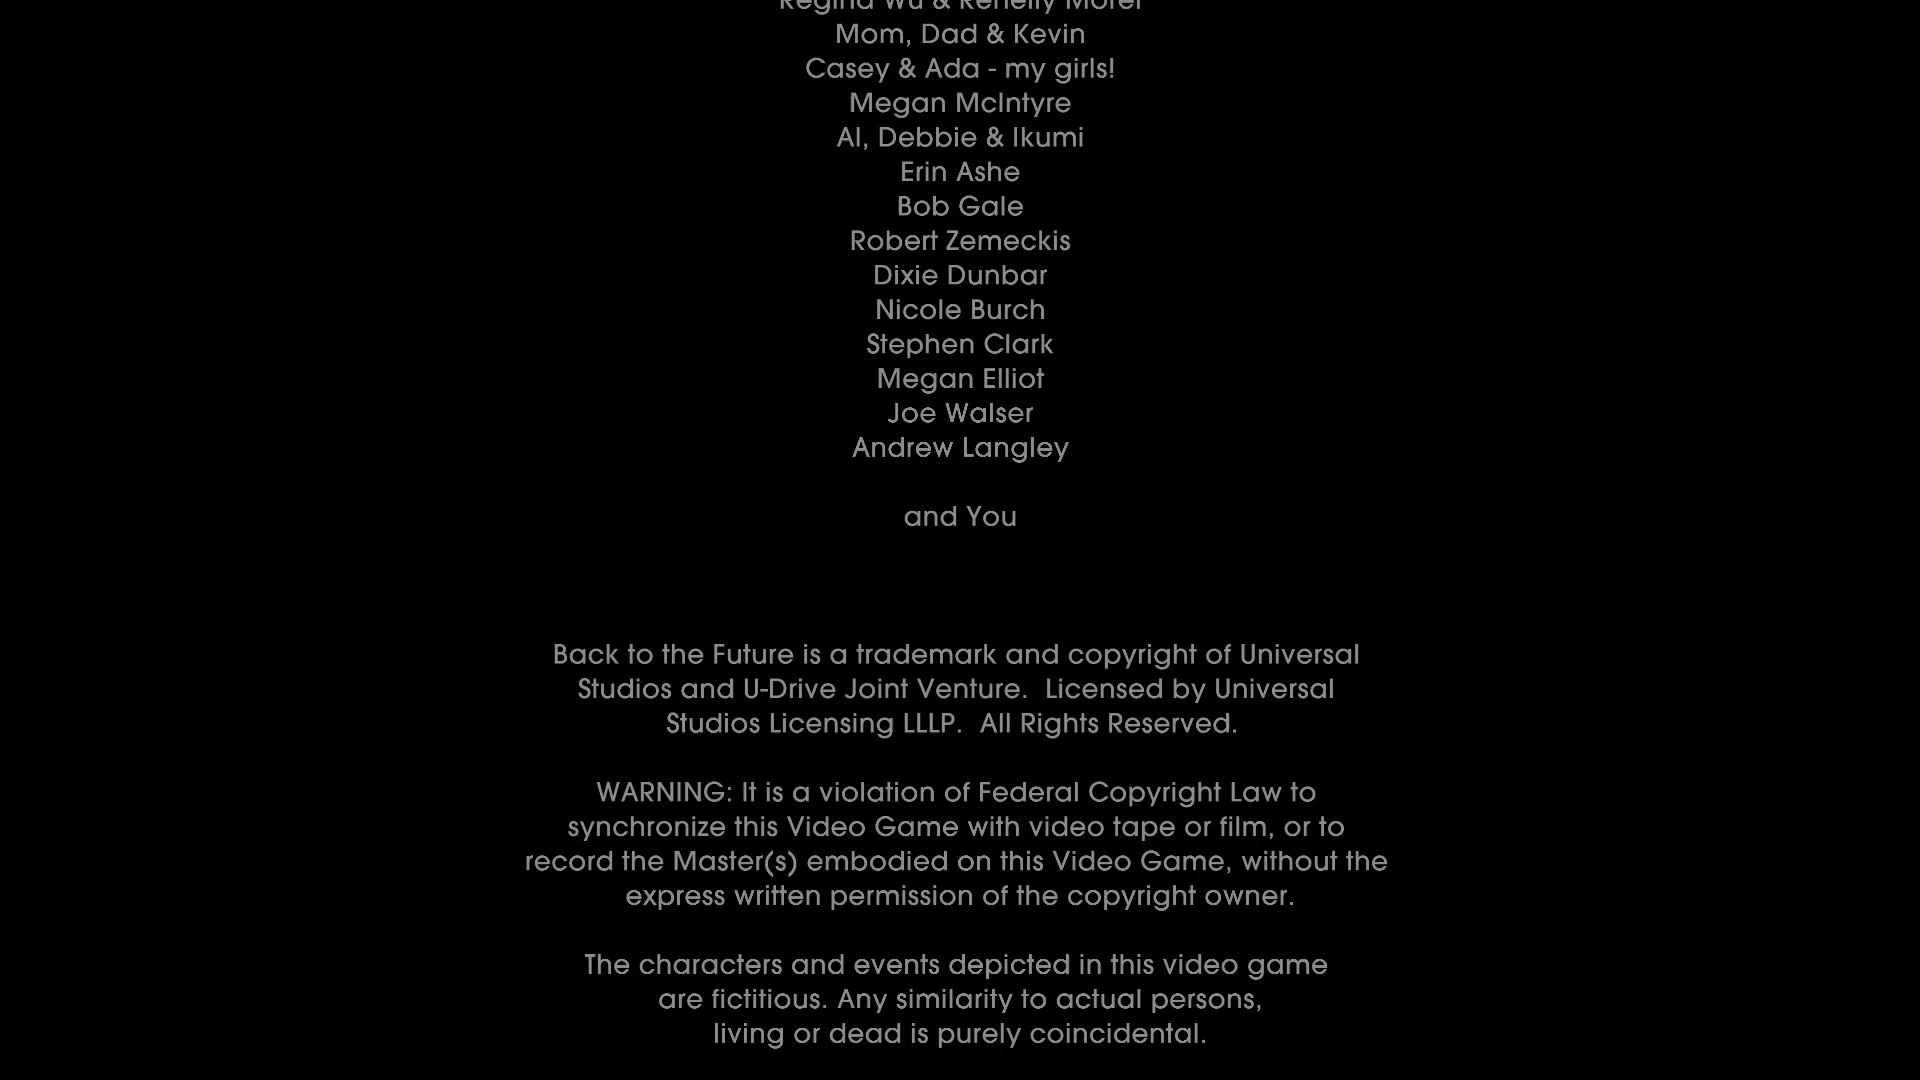 Regina Wu & Renelly Morel
Mom, Dad & Kevin
Casey & Ada - my girls!
Megan McIntyre
Al, Debbie & Ikumi
Erin Ashe
Bob Gale
Robert Zemeckis
Dixie Dunbar
Nicole Burch
Stephen Clark
Megan Elliot
Joe Walser
Andrew Langley
and You
Back to the Future is a trademark and copyright of Universal
Studios and U-Drive Joint Venture.  Licensed by Universal
Studios Licensing LLLP.  All Rights Reserved.
WARNING: It is a violation of Federal Copyright Law to
synchronize this Video Game with video tape or film, or to
record the Master(s) embodied on this Video Game, without the
express written permission of the copyright owner.
The characters and events depicted in this video game
are fictitious. Any similarity to actual persons,
living or dead is purely coincidental.